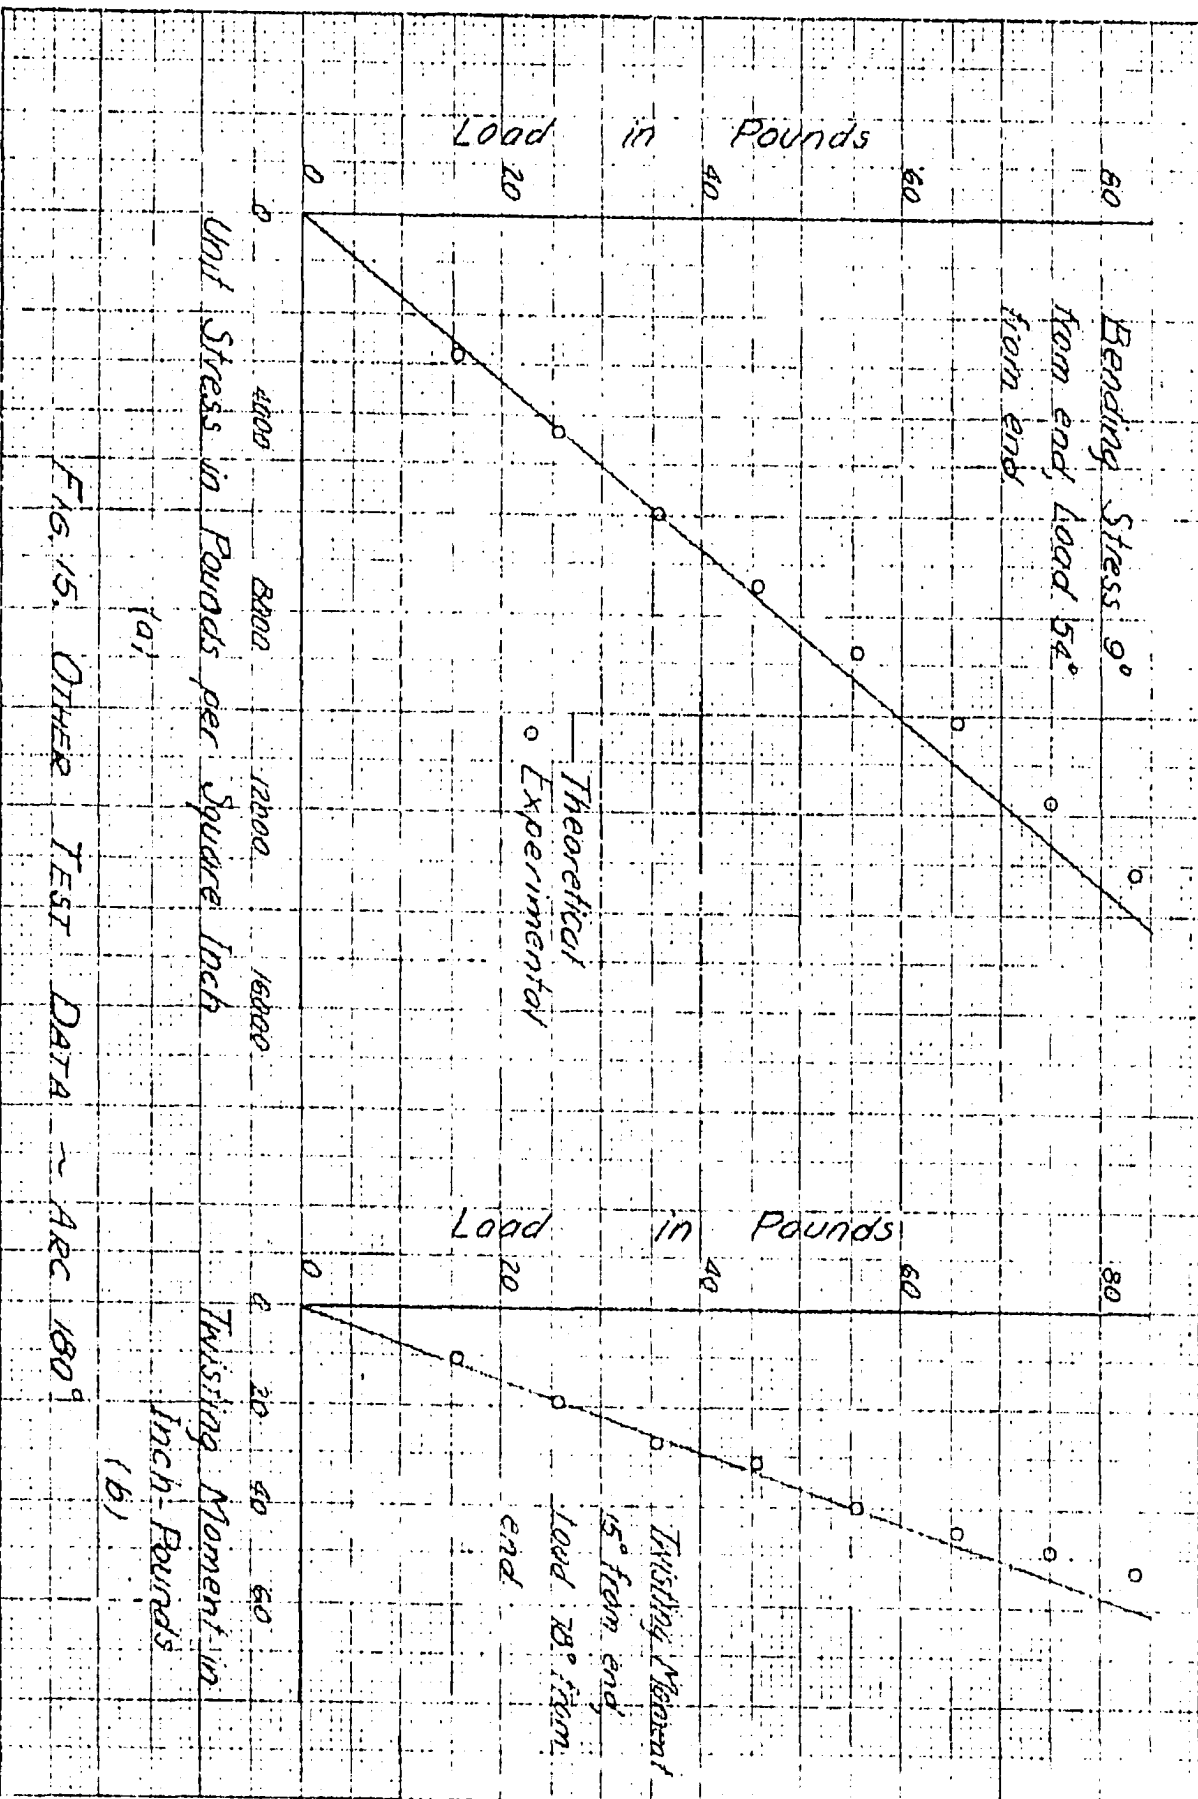 Load in Pounds
80
60
40
20
0
Bending Stress 9°
from end, Load 54°
from end.
— Theoretical
o Experimental
0 4000 8000 12000 16000
Unit Stress in Pounds per Square Inch
(a)
Load in Pounds
80
60
40
20
0
Twisting Moment
15° from end
Load 78° from
end
0 20 40 60
Twisting Moment in
Inch-Pounds
(b)
FIG. 15. OTHER TEST DATA ~ ARC 180°